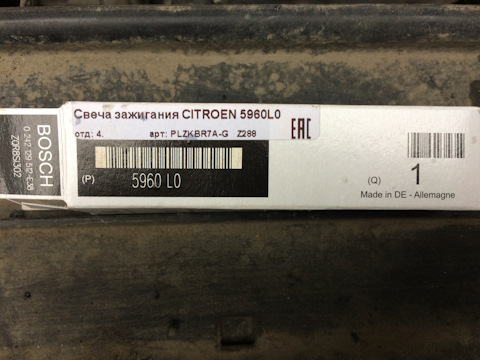 Свеча зажигания CITROEN 5960L0
отд: 4. арт: PLZKBR7A-G Z288
EAC
(P) 5960 L0
(Q) 1
Made in DE - Allemagne
BOSCH